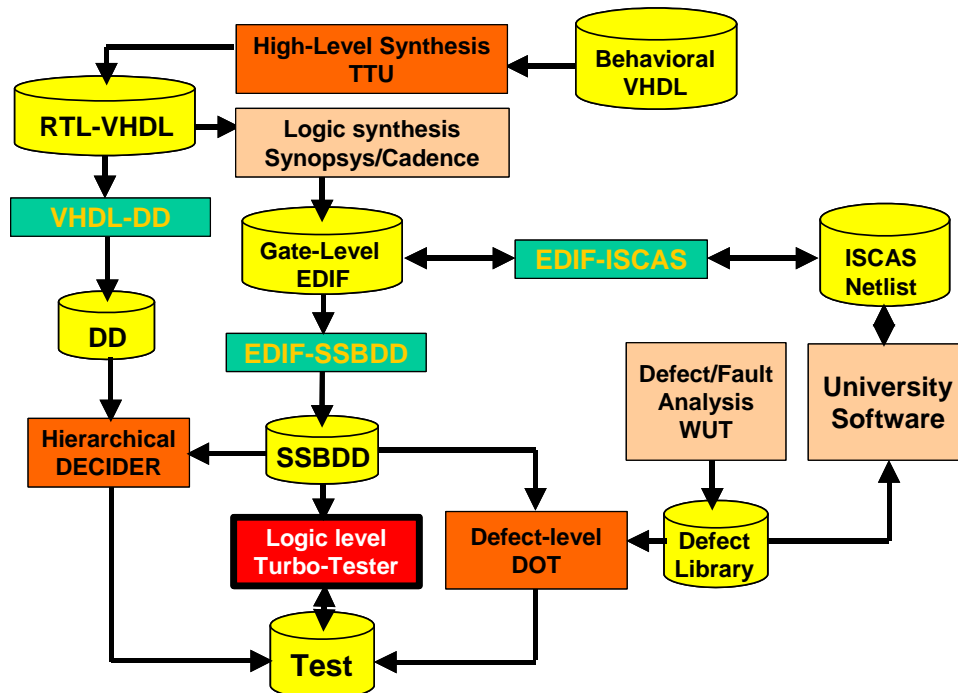 High-Level Synthesis
TTU
Behavioral
VHDL
RTL-VHDL
Logic synthesis
Synopsys/Cadence
VHDL-DD
Gate-Level
EDIF
EDIF-ISCAS
ISCAS
Netlist
DD
EDIF-SSBDD
Defect/Fault
Analysis
WUT
University
Software
Hierarchical
DECIDER
SSBDD
Logic level
Turbo-Tester
Defect-level
DOT
Defect
Library
Test